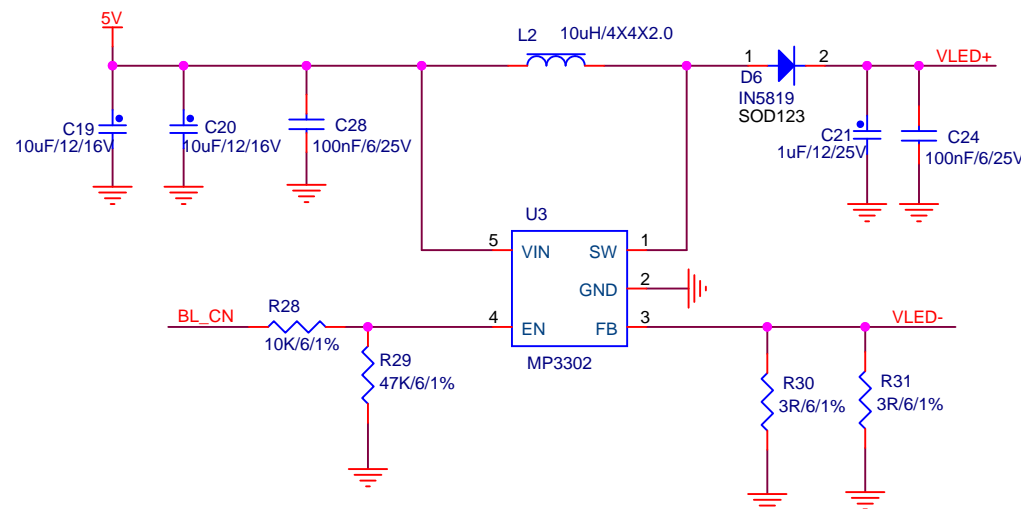 5V
L2
10uH/4X4X2.0
1
2
VLED+
D6
IN5819
SOD123
C19
10uF/12/16V
C20
10uF/12/16V
C28
100nF/6/25V
C21
1uF/12/25V
C24
100nF/6/25V
U3
5
VIN
SW
1
GND
2
BL_CN
R28
10K/6/1%
4
EN
FB
3
VLED-
MP3302
R29
47K/6/1%
R30
3R/6/1%
R31
3R/6/1%